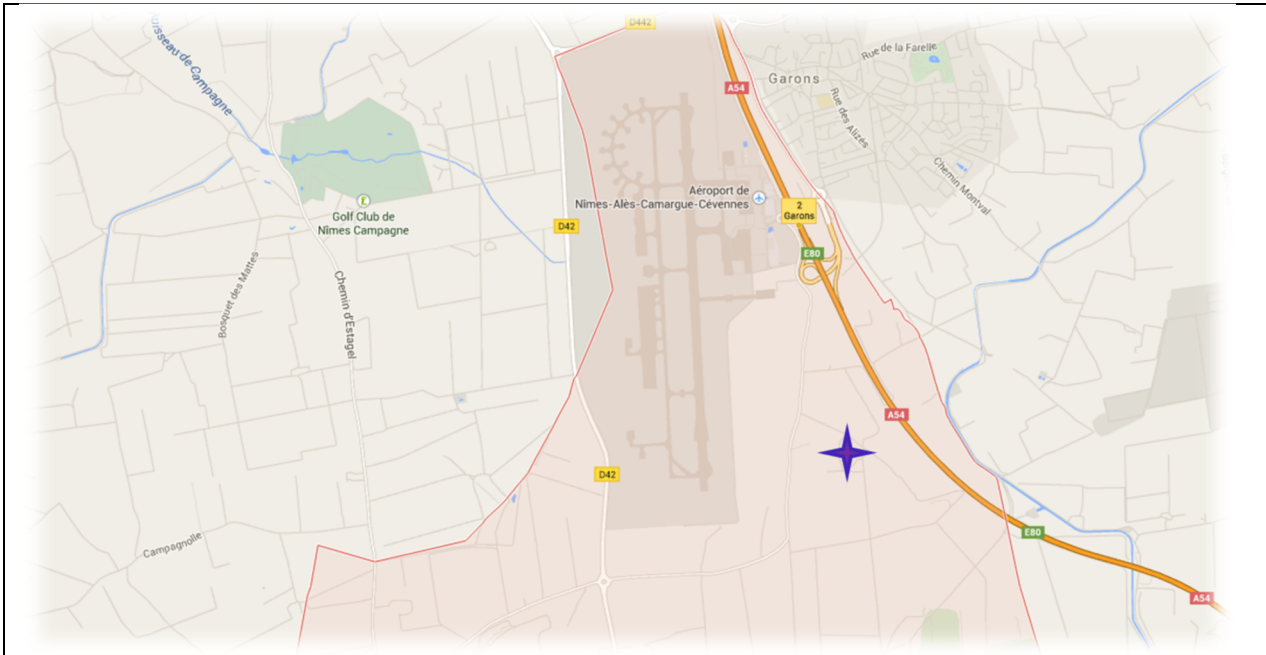 D442
Ruisseau de Campagne
A54
Garons
Rue de la Farelle
Rue des Alizés
Chemin Montval
Aéroport de
Nîmes-Alès-Camargue-Cévennes
2
Garons
Golf Club de
Nîmes Campagne
D42
E80
Bosquet des Mattes
Chemin d'Estagel
A54
D42
Campagnolle
E80
A54